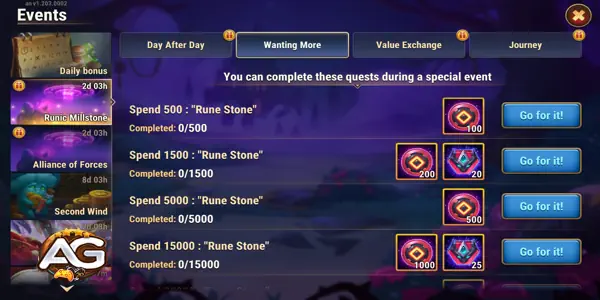 an v1.207.0002
Events
Day After Day
Wanting More
Value Exchange
Journey
Daily bonus
2d 03h
Runic Millstone
2d 03h
Alliance of Forces
8d 03h
Second Wind
AG
You can complete these quests during a special event
Spend 500 : "Rune Stone"
Completed: 0/500
100
Go for it!
Spend 1500 : "Rune Stone"
Completed: 0/1500
200
20
Go for it!
Spend 5000 : "Rune Stone"
Completed: 0/5000
500
Go for it!
Spend 15000 : "Rune Stone"
Completed: 0/15000
1000
25
Go for it!